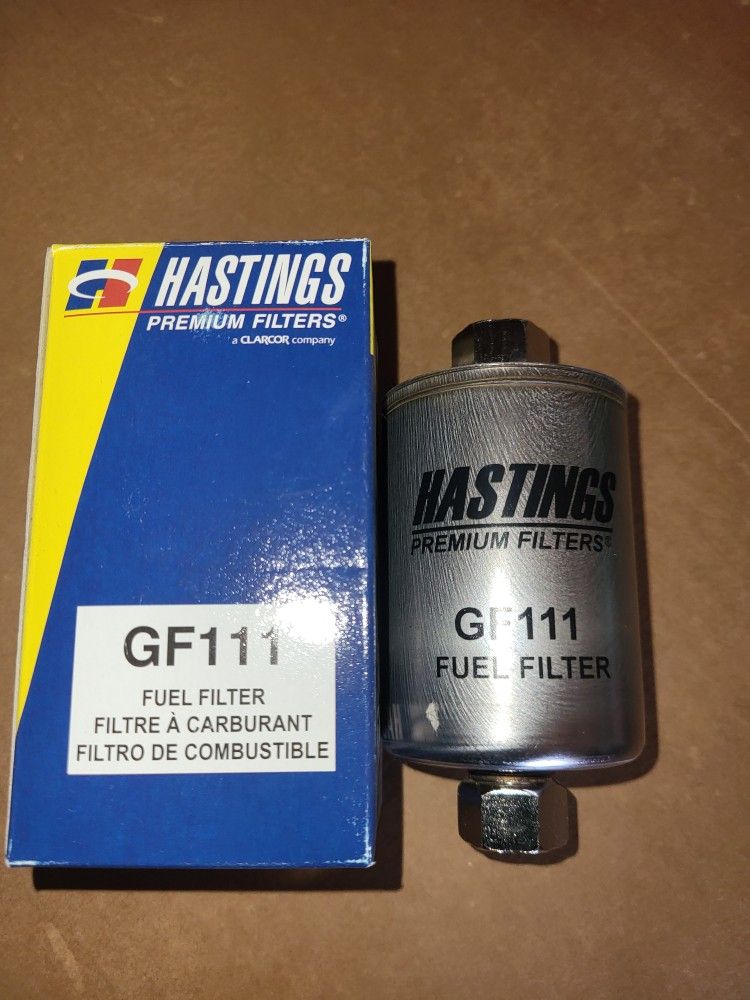 HASTINGS
PREMIUM FILTERS®
a CLARCOR company
GF111
FUEL FILTER
FILTRE À CARBURANT
FILTRO DE COMBUSTIBLE
HASTINGS
PREMIUM FILTERS®
GF111
FUEL FILTER